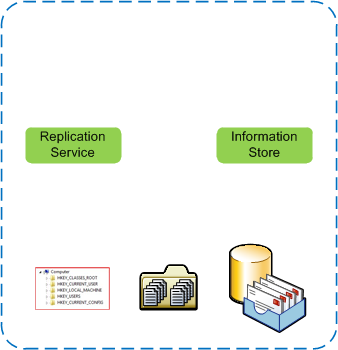 Replication
Service
Information
Store
Computer
HKEY_CLASSES_ROOT
HKEY_CURRENT_USER
HKEY_LOCAL_MACHINE
HKEY_USERS
HKEY_CURRENT_CONFIG